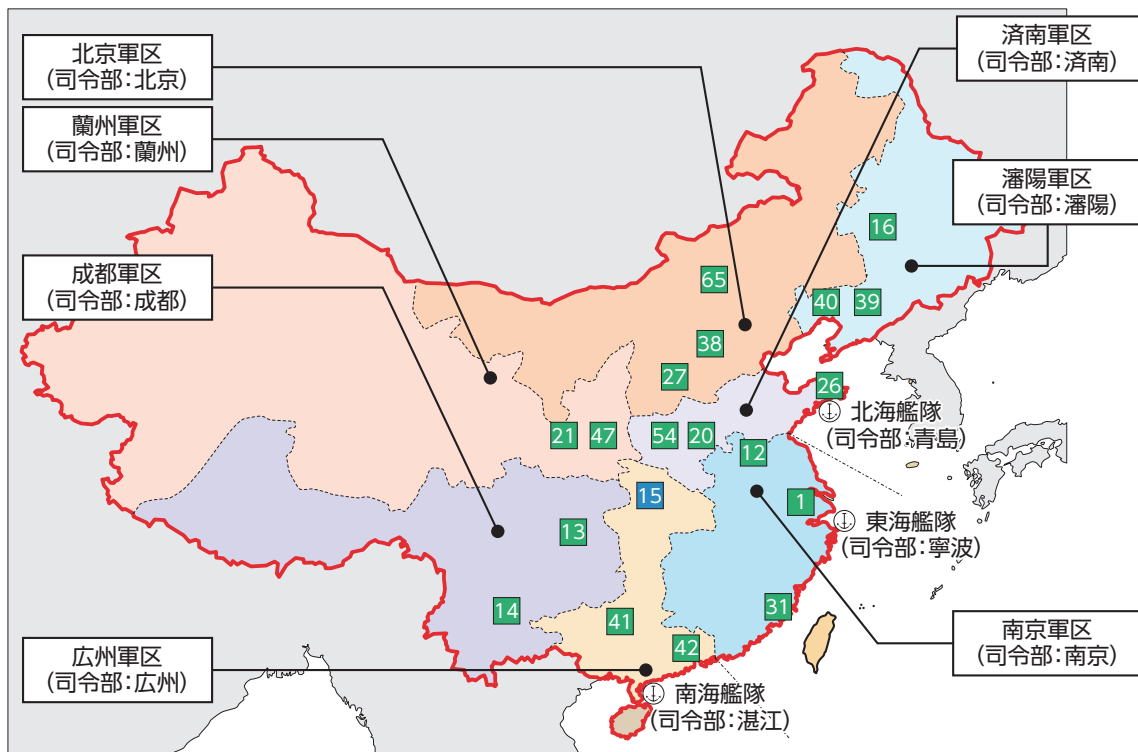 北京軍区
(司令部：北京)
済南軍区
(司令部：済南)
蘭州軍区
(司令部：蘭州)
瀋陽軍区
(司令部：瀋陽)
成都軍区
(司令部：成都)
16
65
40
39
38
27
26
北海艦隊
(司令部：青島)
21
47
54
20
12
15
1
東海艦隊
(司令部：寧波)
13
14
41
31
42
南京軍区
(司令部：南京)
広州軍区
(司令部：広州)
南海艦隊
(司令部：湛江)